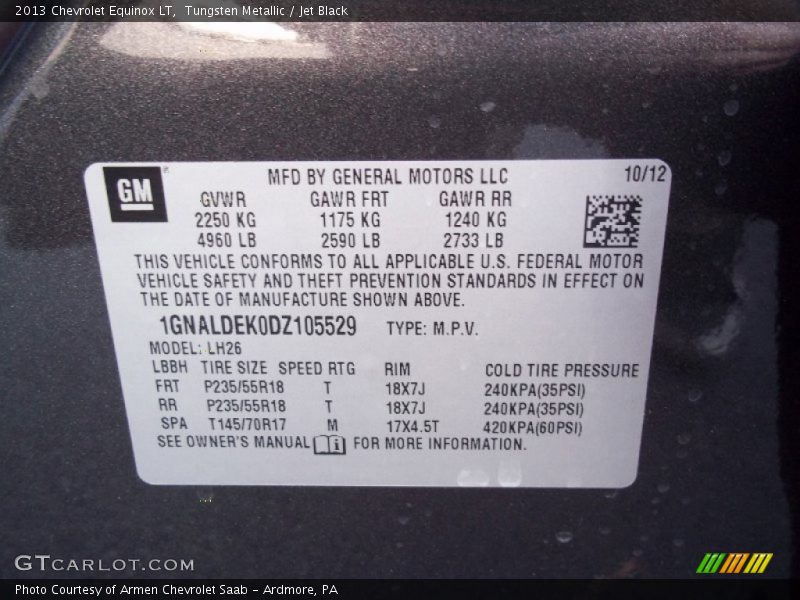 2013 Chevrolet Equinox LT, Tungsten Metallic / Jet Black
GM
MFD BY GENERAL MOTORS LLC 10/12
GVWR GAWR FRT GAWR RR
2250 KG 1175 KG 1240 KG
4960 LB 2590 LB 2733 LB
THIS VEHICLE CONFORMS TO ALL APPLICABLE U.S. FEDERAL MOTOR
VEHICLE SAFETY AND THEFT PREVENTION STANDARDS IN EFFECT ON
THE DATE OF MANUFACTURE SHOWN ABOVE.
1GNALDEK0DZ105529 TYPE: M.P.V.
MODEL: LH26
LBBH TIRE SIZE SPEED RTG RIM COLD TIRE PRESSURE
FRT P235/55R18 T 18X7J 240KPA(35PSI)
RR P235/55R18 T 18X7J 240KPA(35PSI)
SPA T145/70R17 M 17X4.5T 420KPA(60PSI)
SEE OWNER'S MANUAL FOR MORE INFORMATION.
GTCARLOT.COM
Photo Courtesy of Armen Chevrolet Saab - Ardmore, PA